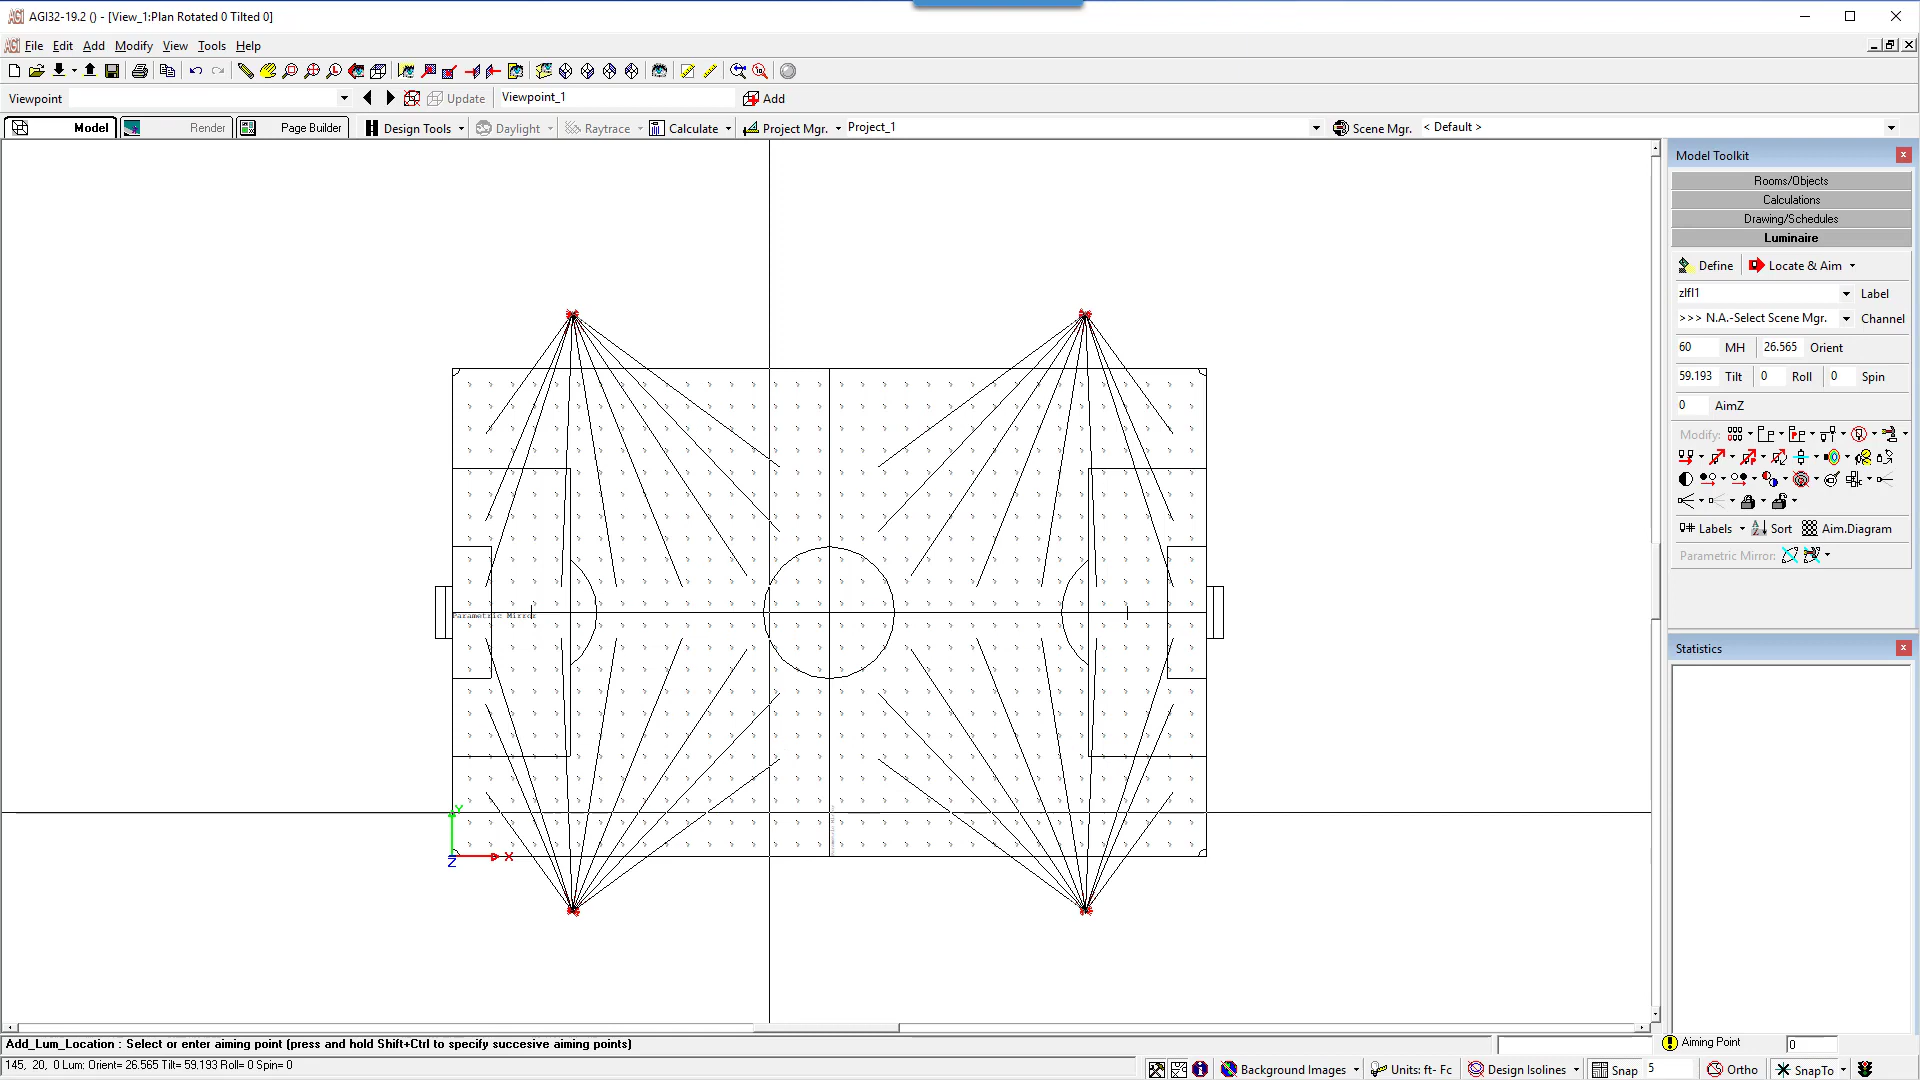 AGI32-19.2 () - [View_1:Plan Rotated 0 Tilted 0]
File Edit Add Modify View Tools Help
Viewpoint Update Viewpoint_1 Add
Model Render Page Builder Design Tools Daylight Raytrace Calculate Project Mgr. Project_1 Scene Mgr. < Default >
Model Toolkit
Rooms/Objects
Calculations
Drawing/Schedules
Luminaire
Define Locate & Aim
zlfl1 Label
>>> N.A.-Select Scene Mgr. Channel
60 MH 26.565 Orient
59.193 Tilt 0 Roll 0 Spin
0 AimZ
Modify:
Labels Sort Aim.Diagram
Parametric Mirror:
Parametric Mirror
Statistics
Y
Z X
Add_Lum_Location : Select or enter aiming point (press and hold Shift+Ctrl to specify succesive aiming points)
Aiming Point 0
145, 20, 0 Lum: Orient= 26.565 Tilt= 59.193 Roll= 0 Spin= 0
Background Images Units: ft- Fc Design Isolines Snap 5 Ortho SnapTo